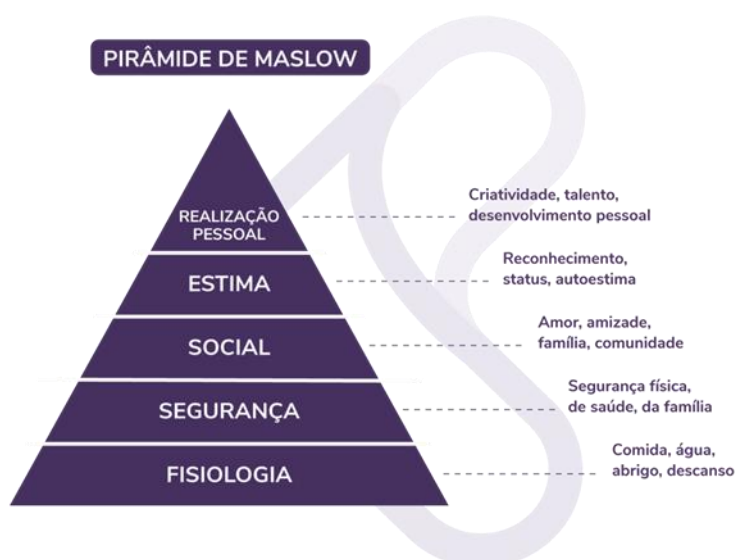 PIRÂMIDE DE MASLOW
REALIZAÇÃO
PESSOAL
Criatividade, talento,
desenvolvimento pessoal
ESTIMA
Reconhecimento,
status, autoestima
SOCIAL
Amor, amizade,
família, comunidade
SEGURANÇA
Segurança física,
de saúde, da família
FISIOLOGIA
Comida, água,
abrigo, descanso